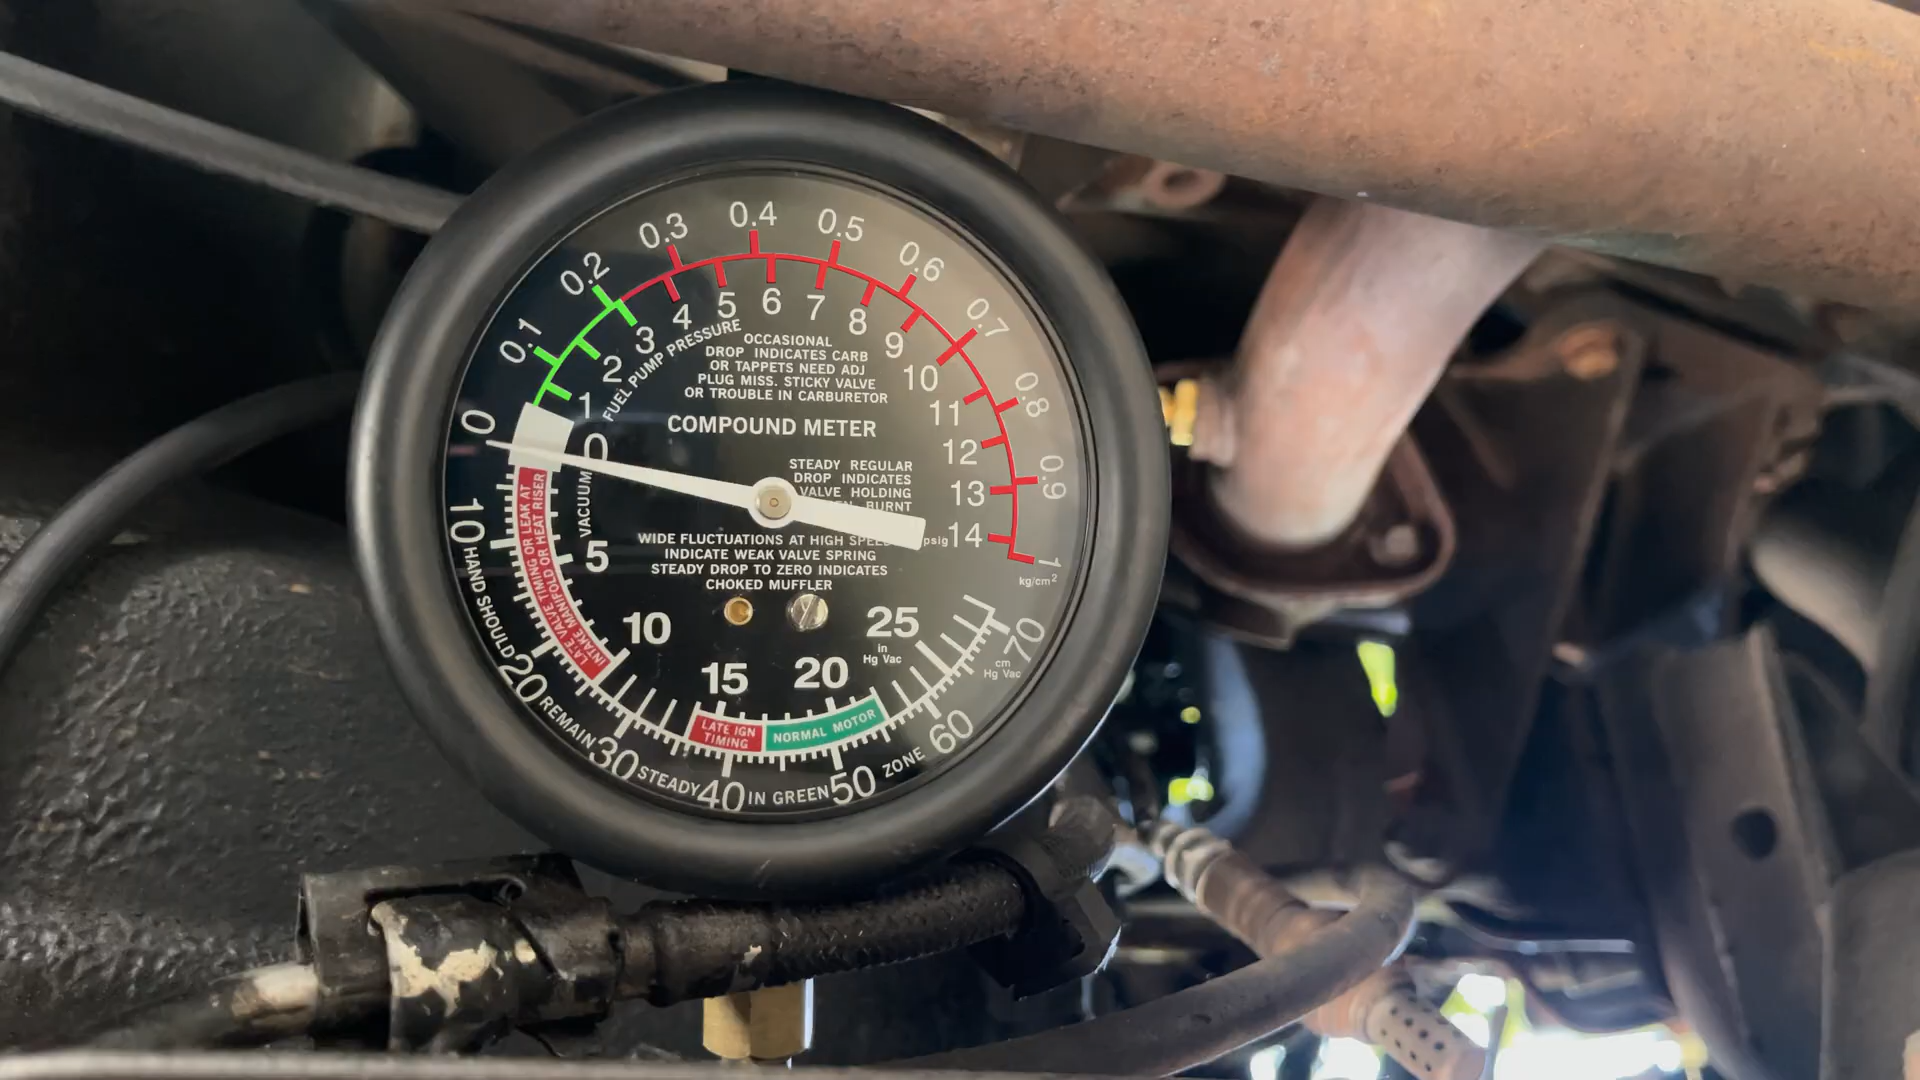 0 0.1 0.2 0.3 0.4 0.5 0.6 0.7 0.8 0.9 1
kg/cm²
0 1 2 3 4 5 6 7 8 9 10 11 12 13 14
psig
FUEL PUMP PRESSURE
OCCASIONAL
DROP INDICATES CARB
OR TAPPETS NEED ADJ
PLUG MISS. STICKY VALVE
OR TROUBLE IN CARBURETOR
COMPOUND METER
STEADY REGULAR
DROP INDICATES
VALVE HOLDING
BURNT
WIDE FLUCTUATIONS AT HIGH
INDICATE WEAK VALVE SPRING
STEADY DROP TO ZERO INDICATES
CHOKED MUFFLER
VACUUM
5 10 15 20 25
in
Hg Vac
LATE VALVE TIMING OR LEAK AT
INTAKE MANIFOLD OR HEAT RISER
LATE IGN
TIMING
NORMAL MOTOR
10 20 30 40 50 60 70
cm
Hg Vac
HAND SHOULD REMAIN STEADY IN GREEN ZONE